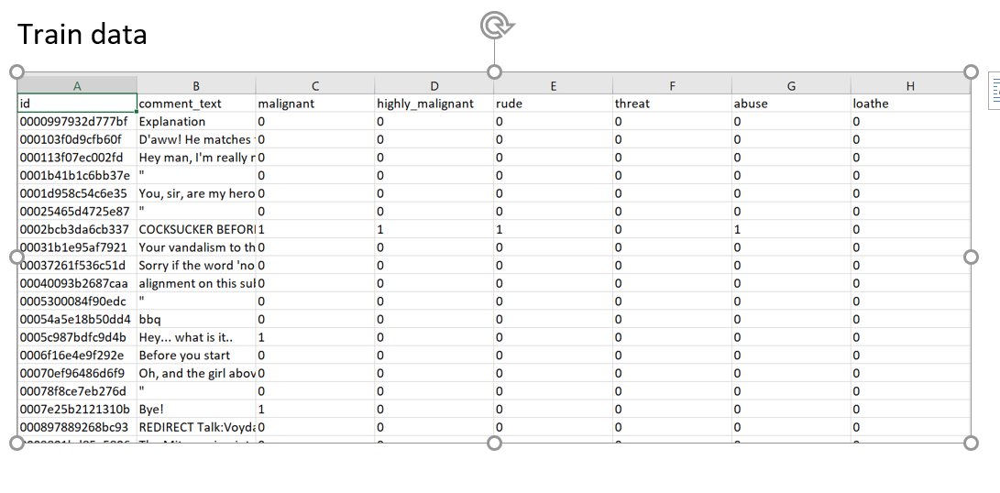 Train data
A B C D E F G H
id comment_text malignant highly_malignant rude threat abuse loathe
0000997932d777bf Explanation 0 0 0 0 0 0
000103f0d9cfb60f D'aww! He matches 0 0 0 0 0 0
000113f07ec002fd Hey man, I'm really 0 0 0 0 0 0
0001b41b1c6bb37e " 0 0 0 0 0 0
0001d958c54c6e35 You, sir, are my hero 0 0 0 0 0 0
00025465d4725e87 " 0 0 0 0 0 0
0002bcb3da6cb337 COCKSUCKER BEFOR 1 1 1 0 1 0
00031b1e95af7921 Your vandalism to th 0 0 0 0 0 0
00037261f536c51d Sorry if the word 'no 0 0 0 0 0 0
00040093b2687caa alignment on this sul 0 0 0 0 0 0
0005300084f90edc " 0 0 0 0 0 0
00054a5e18b50dd4 bbq 0 0 0 0 0 0
0005c987bdfc9d4b Hey... what is it.. 1 0 0 0 0 0
0006f16e4e9f292e Before you start 0 0 0 0 0 0
00070ef96486d6f9 Oh, and the girl abov 0 0 0 0 0 0
00078f8ce7eb276d " 0 0 0 0 0 0
0007e25b2121310b Bye! 1 0 0 0 0 0
000897889268bc93 REDIRECT Talk:Voyda 0 0 0 0 0 0